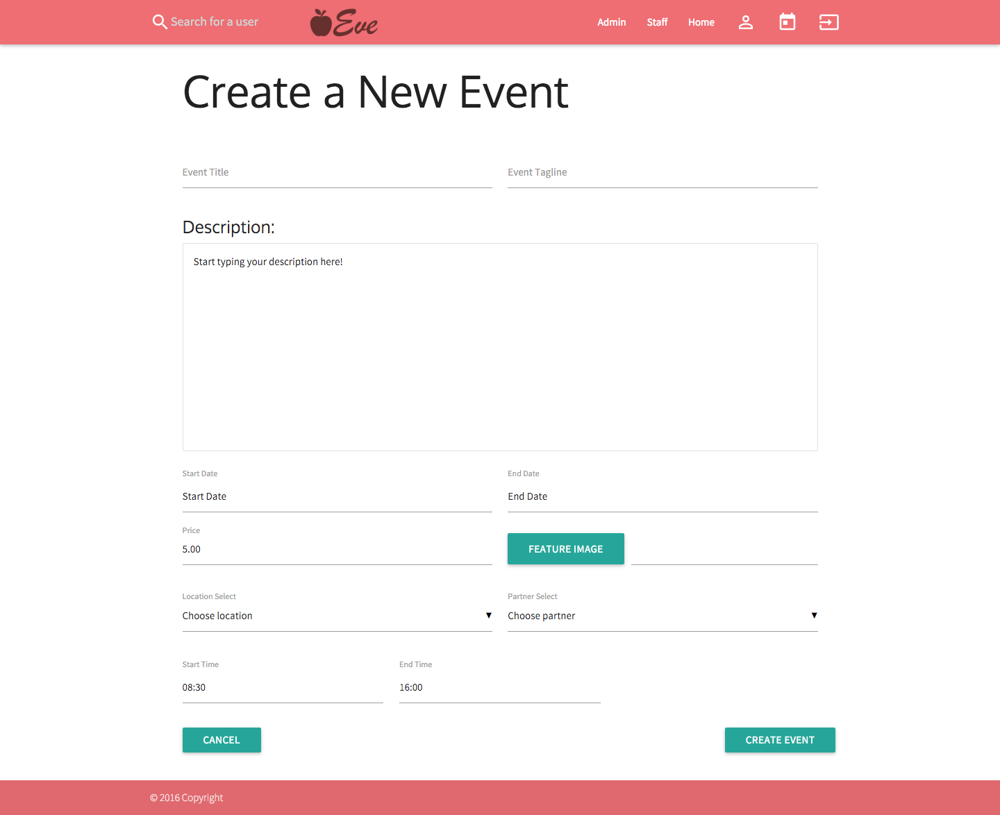 Search for a user
Eve
Admin Staff Home
Create a New Event
Event Title Event Tagline
Description:
Start typing your description here!
Start Date End Date
Start Date End Date
Price
5.00 FEATURE IMAGE
Location Select Partner Select
Choose location Choose partner
Start Time End Time
08:30 16:00
CANCEL CREATE EVENT
© 2016 Copyright